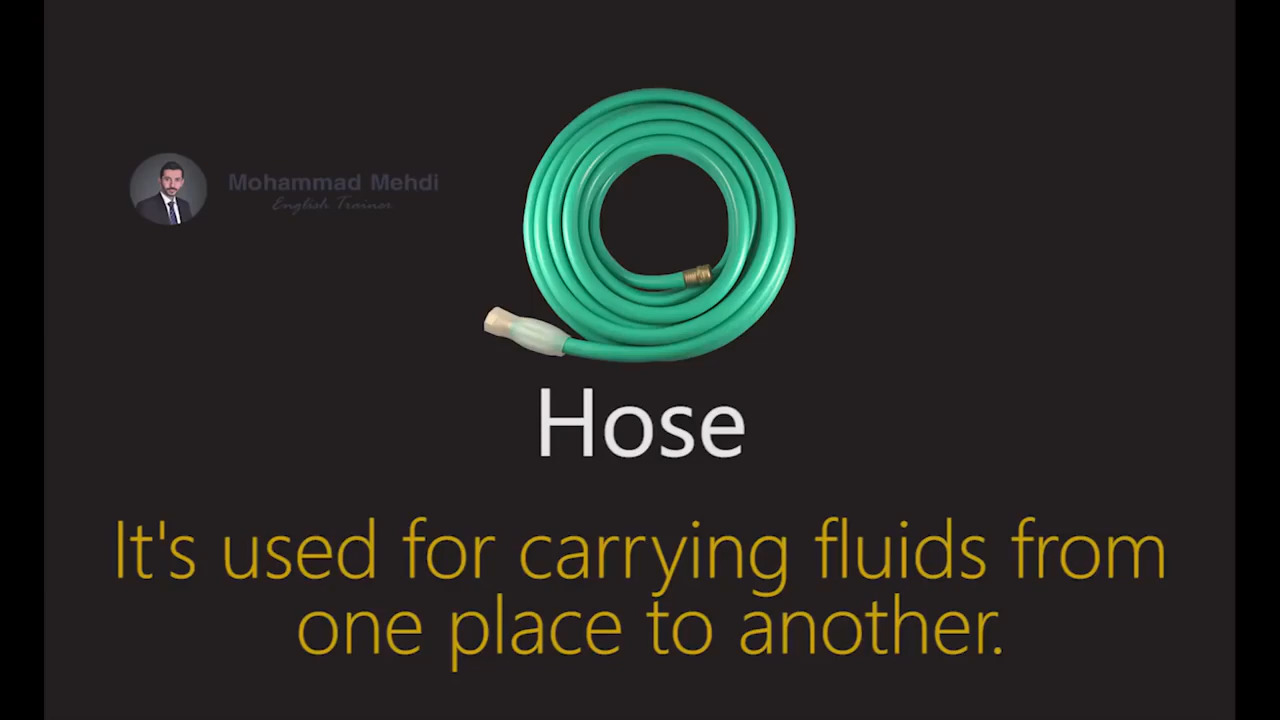 Mohammad Mehdi
English Trainer
Hose
It's used for carrying fluids from
one place to another.